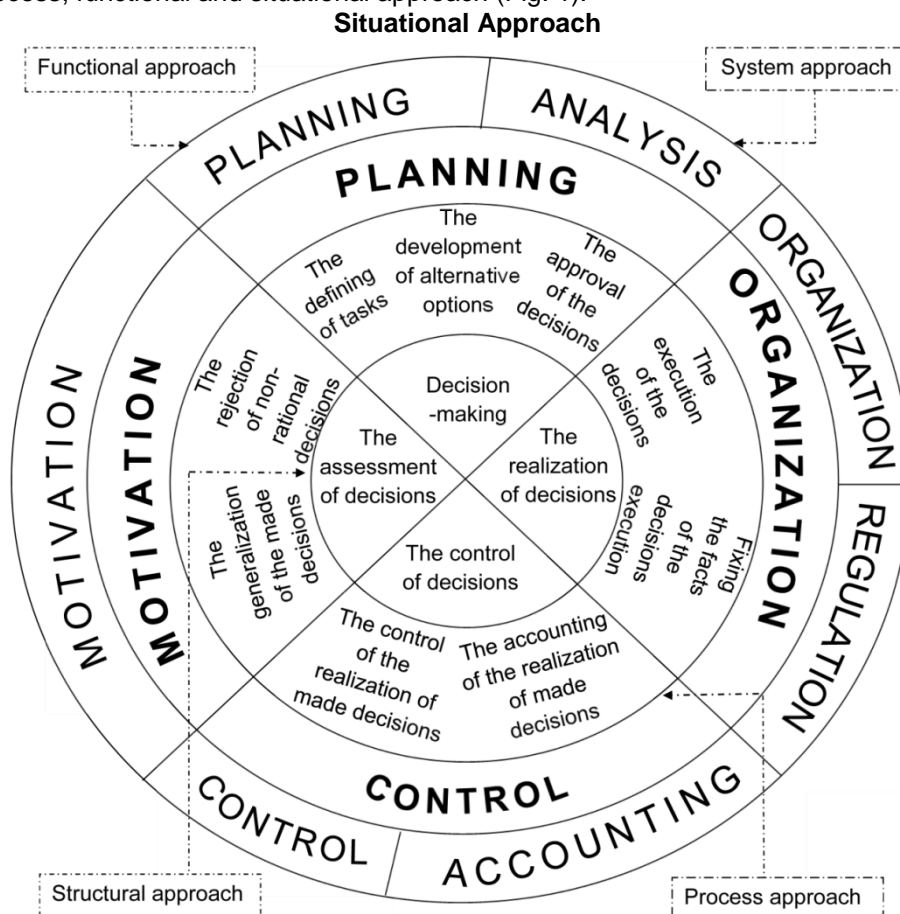 cess, functional and situational approach (Fig. 1).
Situational Approach
Functional approach
System approach
PLANNING
ANALYSIS
PLANNING
ORGANIZATION
ORGANIZATION
REGULATION
MOTIVATION
MOTIVATION
The
defining
of tasks
The
development
of alternative
options
The
approval
of the
decisions
The
execution
of the
decisions
Fixing
the facts
of the
decisions
execution
The
rejection
of non-
rational
decisions
The
generalization
of the made
decisions
Decision
-making
The
assessment
of decisions
The
realization
of decisions
The control
of decisions
The control
of the
realization of
made decisions
The accounting
of the realization
of made
decisions
CONTROL
CONTROL
ACCOUNTING
Structural approach
Process approach